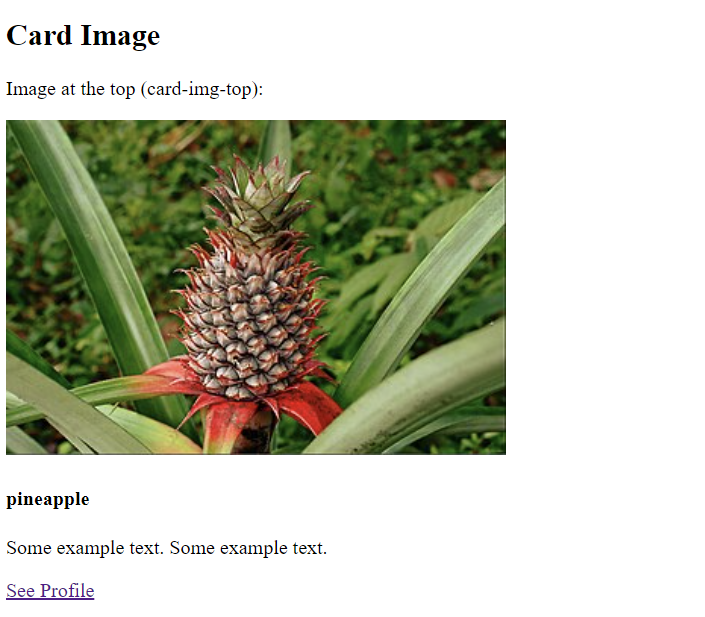 Card Image
Image at the top (card-img-top):
pineapple
Some example text. Some example text.
See Profile